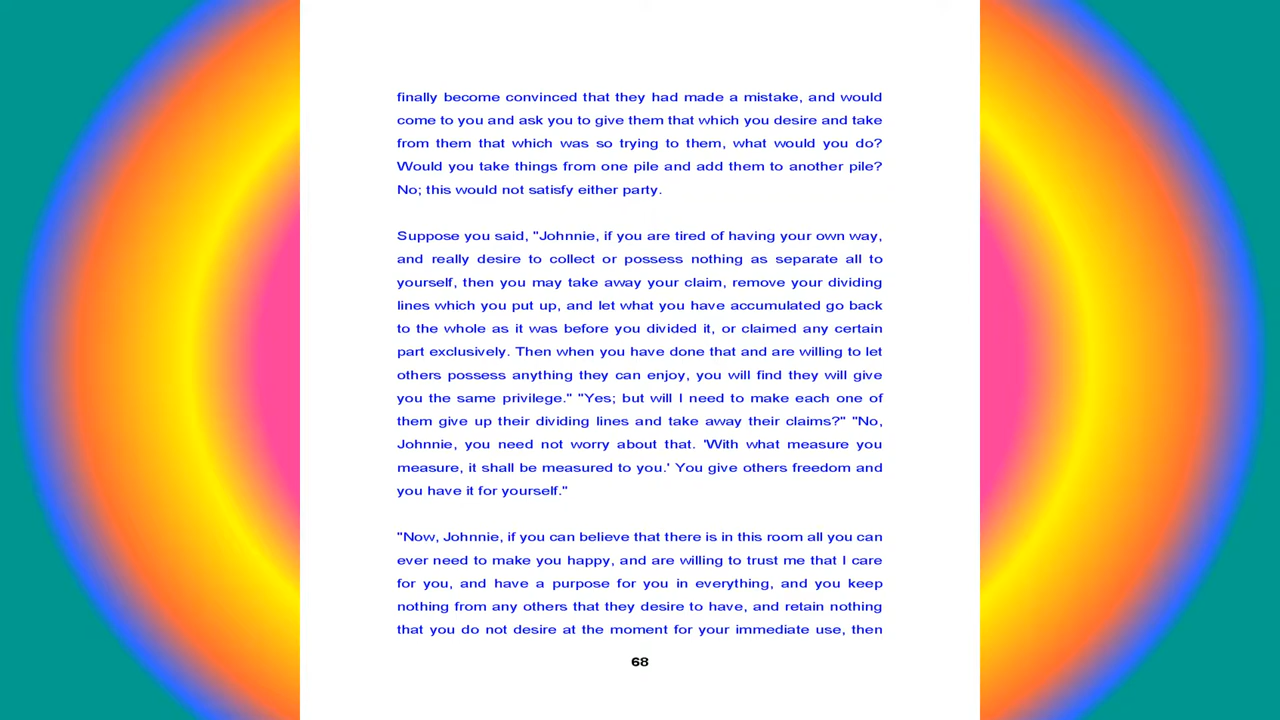 finally become convinced that they had made a mistake, and would
come to you and ask you to give them that which you desire and take
from them that which was so trying to them, what would you do?
Would you take things from one pile and add them to another pile?
No; this would not satisfy either party.
Suppose you said, "Johnnie, if you are tired of having your own way,
and really desire to collect or possess nothing as separate all to
yourself, then you may take away your claim, remove your dividing
lines which you put up, and let what you have accumulated go back
to the whole as it was before you divided it, or claimed any certain
part exclusively. Then when you have done that and are willing to let
others possess anything they can enjoy, you will find they will give
you the same privilege." "Yes; but will I need to make each one of
them give up their dividing lines and take away their claims?" "No,
Johnnie, you need not worry about that. 'With what measure you
measure, it shall be measured to you.' You give others freedom and
you have it for yourself."
"Now, Johnnie, if you can believe that there is in this room all you can
ever need to make you happy, and are willing to trust me that I care
for you, and have a purpose for you in everything, and you keep
nothing from any others that they desire to have, and retain nothing
that you do not desire at the moment for your immediate use, then
68